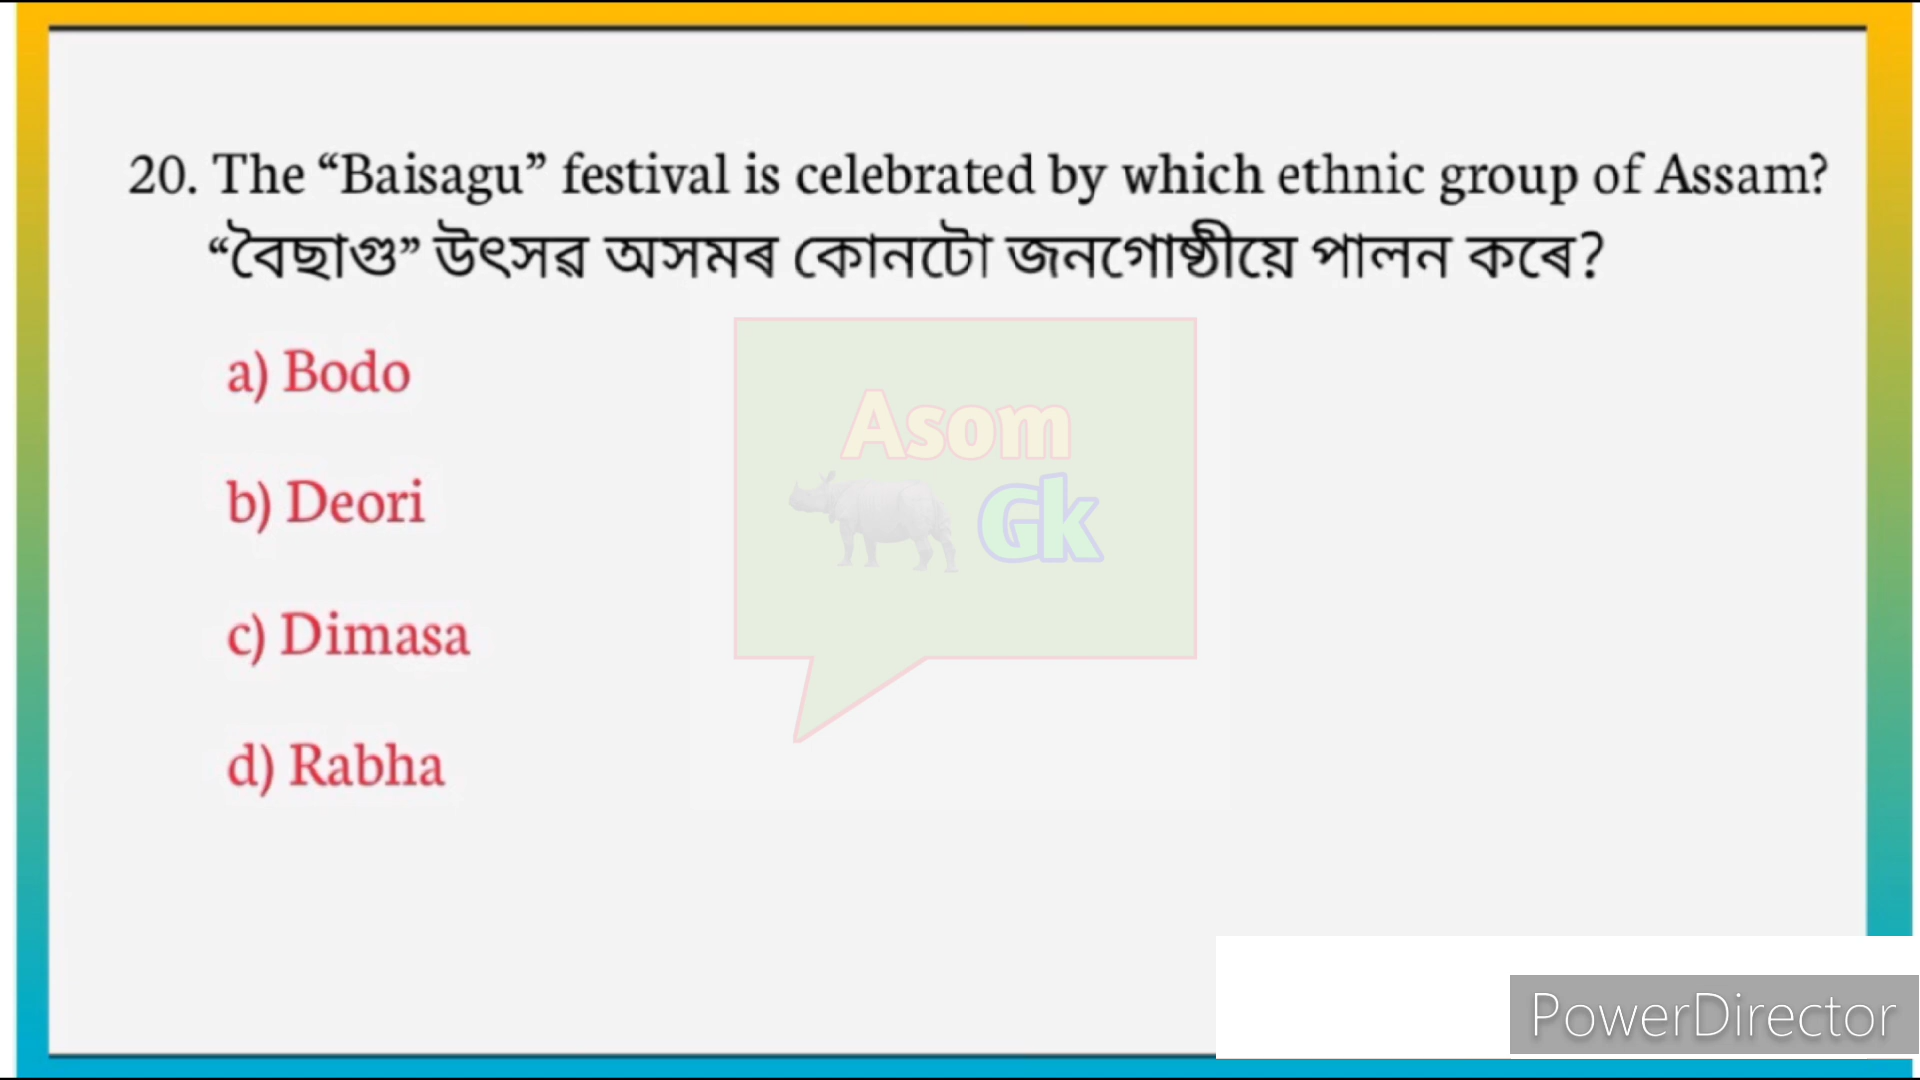 20. The “Baisagu” festival is celebrated by which ethnic group of Assam?
“বৈছাগু” উৎসৱ অসমৰ কোনটো জনগোষ্ঠীয়ে পালন কৰে?
a) Bodo
Asom
Gk
b) Deori
c) Dimasa
d) Rabha
PowerDirector